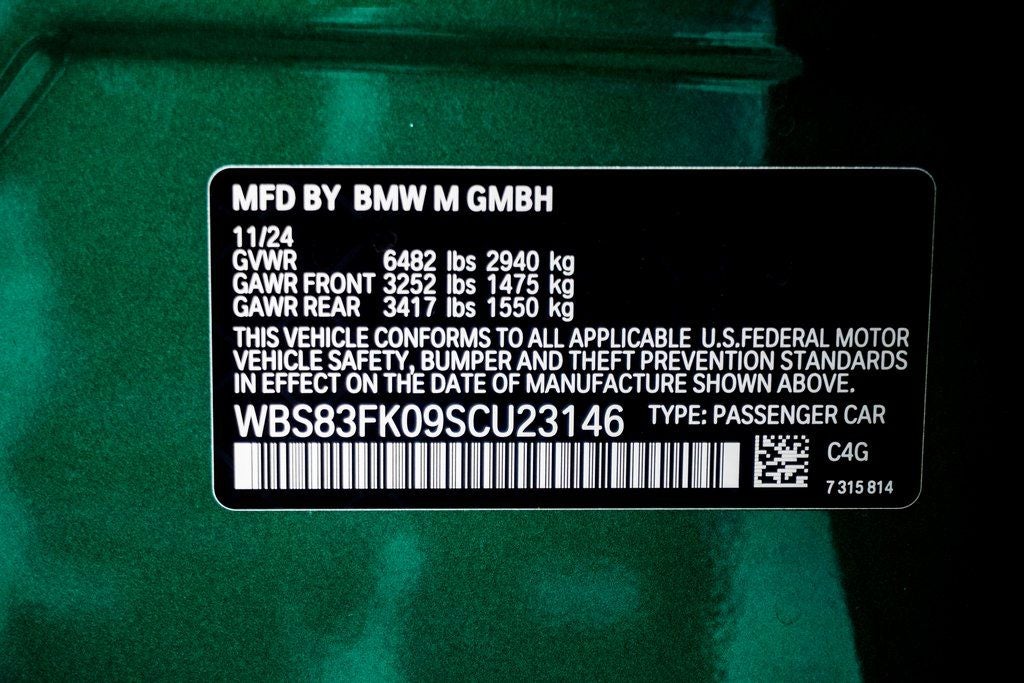 MFD BY BMW M GMBH
11/24
GVWR 6482 lbs 2940 kg
GAWR FRONT 3252 lbs 1475 kg
GAWR REAR 3417 lbs 1550 kg
THIS VEHICLE CONFORMS TO ALL APPLICABLE U.S.FEDERAL MOTOR
VEHICLE SAFETY, BUMPER AND THEFT PREVENTION STANDARDS
IN EFFECT ON THE DATE OF MANUFACTURE SHOWN ABOVE.
WBS83FK09SCU23146 TYPE: PASSENGER CAR
C4G
7 315 814